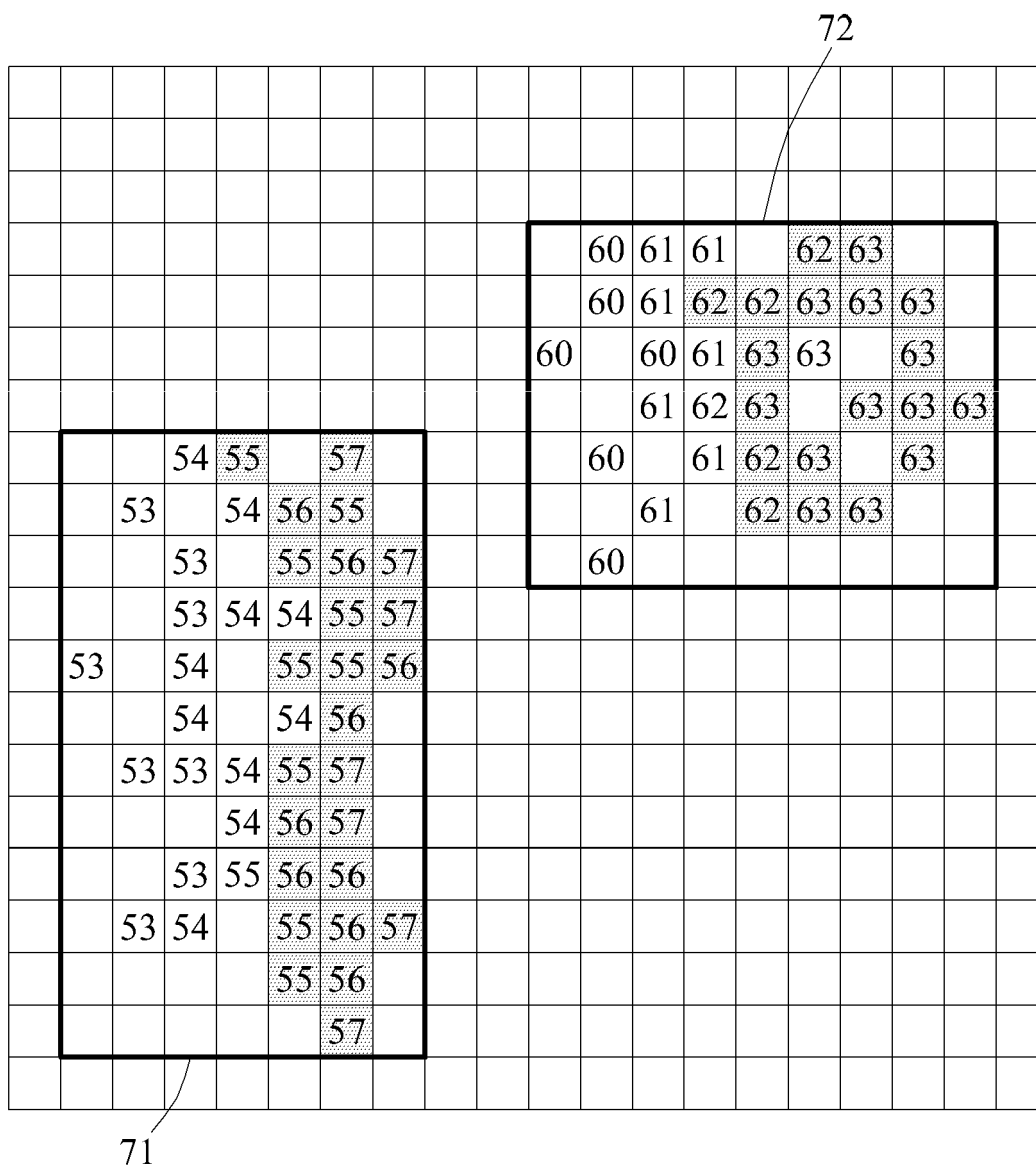 72
60 61 61 62 63
60 61 62 62 63 63 63
60 60 61 63 63 63
61 62 63 63 63 63
54 55 57 60 61 62 63 63
53 54 56 55 61 62 63 63
53 55 56 57 60
53 54 54 55 57
53 54 55 55 56
54 54 56
53 53 54 55 57
54 56 57
53 55 56 56
53 54 55 56 57
55 56
57
71